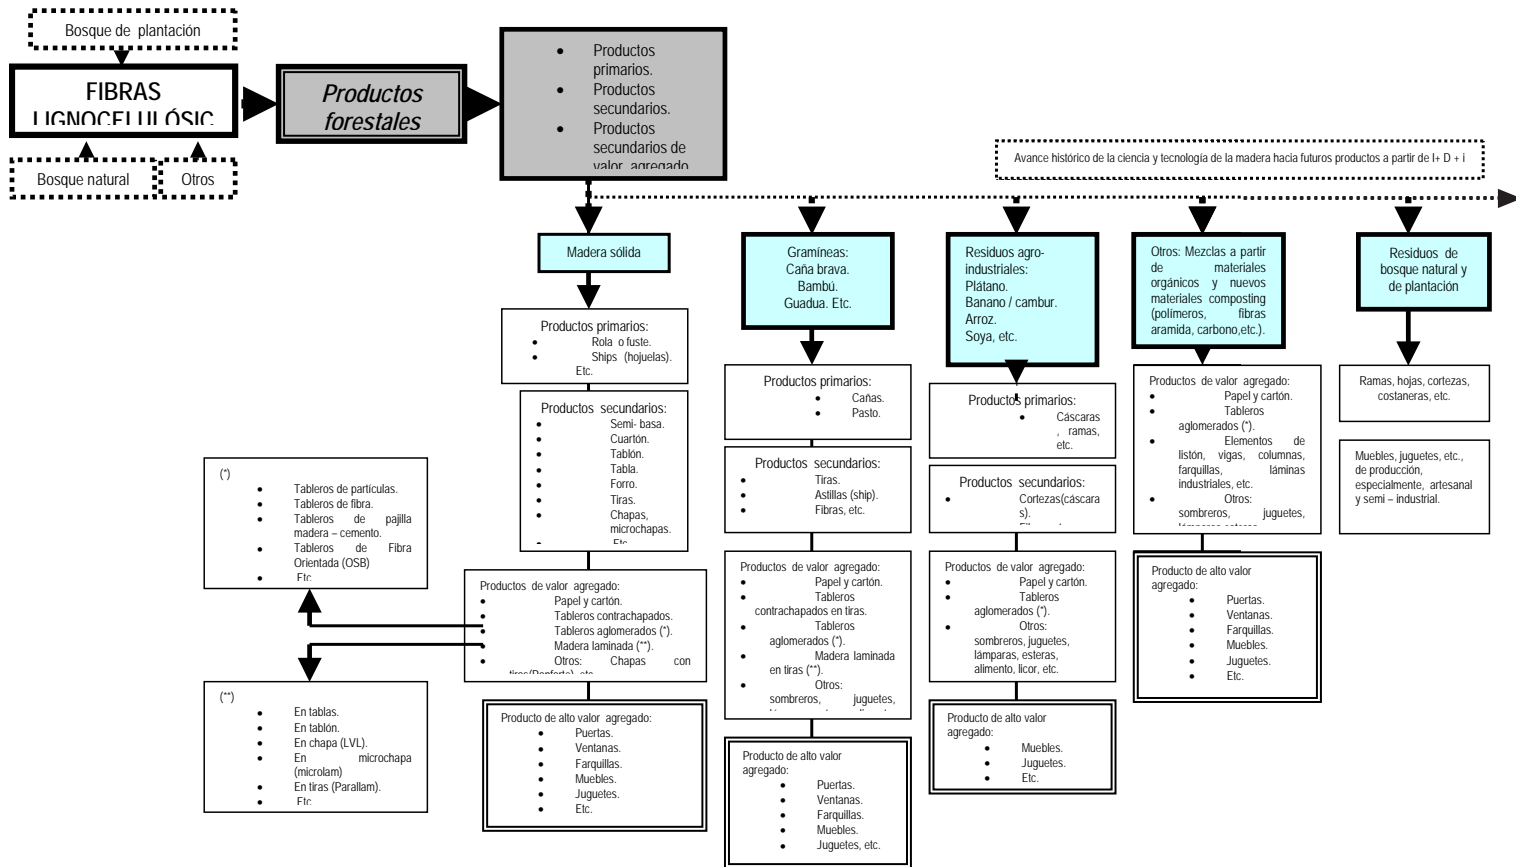 Bosque de plantación
FIBRAS
LIGNOCELULÓSIC
Bosque natural
Otros
Productos
forestales
• Productos
primarios.
• Productos
secundarios.
• Productos
secundarios de
valor agregado
Avance histórico de la ciencia y tecnología de la madera hacia futuros productos a partir de I+ D + i
Madera sólida
Productos primarios:
• Rola o fuste.
• Ships (hojuelas).
Etc.
Productos secundarios:
• Semi- basa.
• Cuartón.
• Tablón.
• Tabla.
• Forro.
• Tiras.
• Chapas,
microchapas.
• Etc
Productos de valor agregado:
• Papel y cartón.
• Tableros contrachapados.
• Tableros aglomerados (*).
• Madera laminada (**).
• Otros: Chapas con
Producto de alto valor agregado:
• Puertas.
• Ventanas.
• Farquillas.
• Muebles.
• Juguetes.
• Etc.
(*)
• Tableros de partículas.
• Tableros de fibra.
• Tableros de pajilla
madera – cemento.
• Tableros de Fibra
Orientada (OSB)
• Etc
(**)
• En tablas.
• En tablón.
• En chapa (LVL).
• En microchapa
(microlam)
• En tiras (Parallam).
• Etc
Gramíneas:
Caña brava.
Bambú.
Guadua. Etc.
Productos primarios:
• Cañas.
• Pasto.
Productos secundarios:
• Tiras.
• Astillas (ship).
• Fibras, etc.
Productos de valor agregado:
• Papel y cartón.
• Tableros
contrachapados en tiras.
• Tableros
aglomerados (*).
• Madera laminada
en tiras (**).
• Otros:
sombreros, juguetes,
Producto de alto valor
agregado:
• Puertas.
• Ventanas.
• Farquillas.
• Muebles.
• Juguetes, etc.
Residuos agro-
industriales:
Plátano.
Banano / cambur.
Arroz.
Soya, etc.
Productos primarios:
• Cáscaras
, ramas,
etc.
Productos secundarios:
• Cortezas(cáscara
s).
Productos de valor agregado:
• Papel y cartón.
• Tableros
aglomerados (*).
• Otros:
sombreros, juguetes,
lámparas, esteras,
alimento, licor, etc.
Producto de alto valor
agregado:
• Muebles.
• Juguetes.
• Etc.
Otros: Mezclas a partir
de materiales
orgánicos y nuevos
materiales composting
(polímeros, fibras
aramida, carbono,etc.).
Productos de valor agregado:
• Papel y cartón.
• Tableros
aglomerados (*).
• Elementos de
listón, vigas, columnas,
farquillas, láminas
industriales, etc.
• Otros:
sombreros, juguetes,
Producto de alto valor
agregado:
• Puertas.
• Ventanas.
• Farquillas.
• Muebles.
• Juguetes.
• Etc.
Residuos de
bosque natural y
de plantación
Ramas, hojas, cortezas,
costaneras, etc.
Muebles, juguetes, etc.,
de producción,
especialmente, artesanal
y semi – industrial.